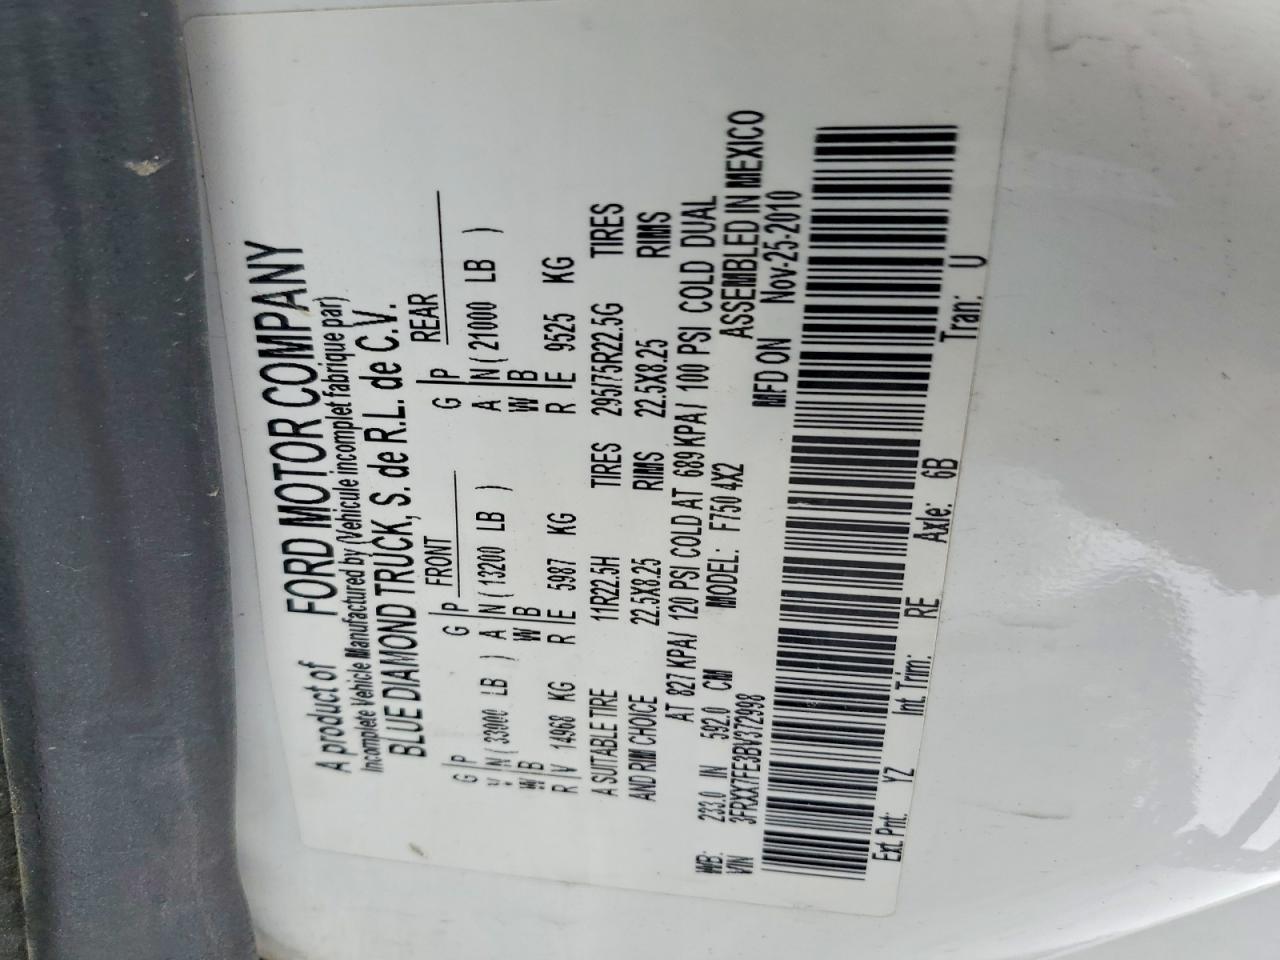 A product of FORD MOTOR COMPANY
Incomplete Vehicle Manufactured by (Vehicule incomplet fabrique par)
BLUE DIAMOND TRUCK, S. de R.L. de C.V.
FRONT REAR
G/P G/P G/P
V N (33000 LB) A N (13200 LB) A N (21000 LB)
W B W B W B
R/V 14968 KG R/E 5987 KG R/E 9525 KG
A SUITABLE TIRE 11R22.5H TIRES 295/75R22.5G TIRES
AND RIM CHOICE 22.5X8.25 RIMS 22.5X8.25 RIMS
AT 827 KPA/ 120 PSI COLD AT 689 KPA/ 100 PSI COLD DUAL
WB: 233.0 IN 592.0 CM MODEL: F750 4X2 ASSEMBLED IN MEXICO
VIN 3FRXX7FE3BV372998 MFD ON Nov-25-2010
Ext. Pnt: YZ Int. Trim: RE Axle: 6B Tran: U